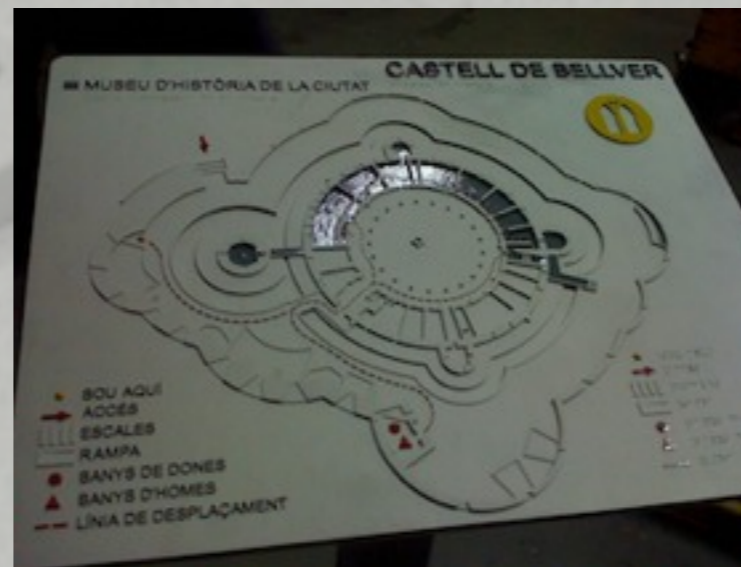 CASTELL DE BELLVER
MUSEU D'HISTÒRIA DE LA CIUTAT
SOU AQUÍ
ACCÉS
ESCALES
RAMPA
BANYS DE DONES
BANYS D'HOMES
LÍNIA DE DESPLAÇAMENT